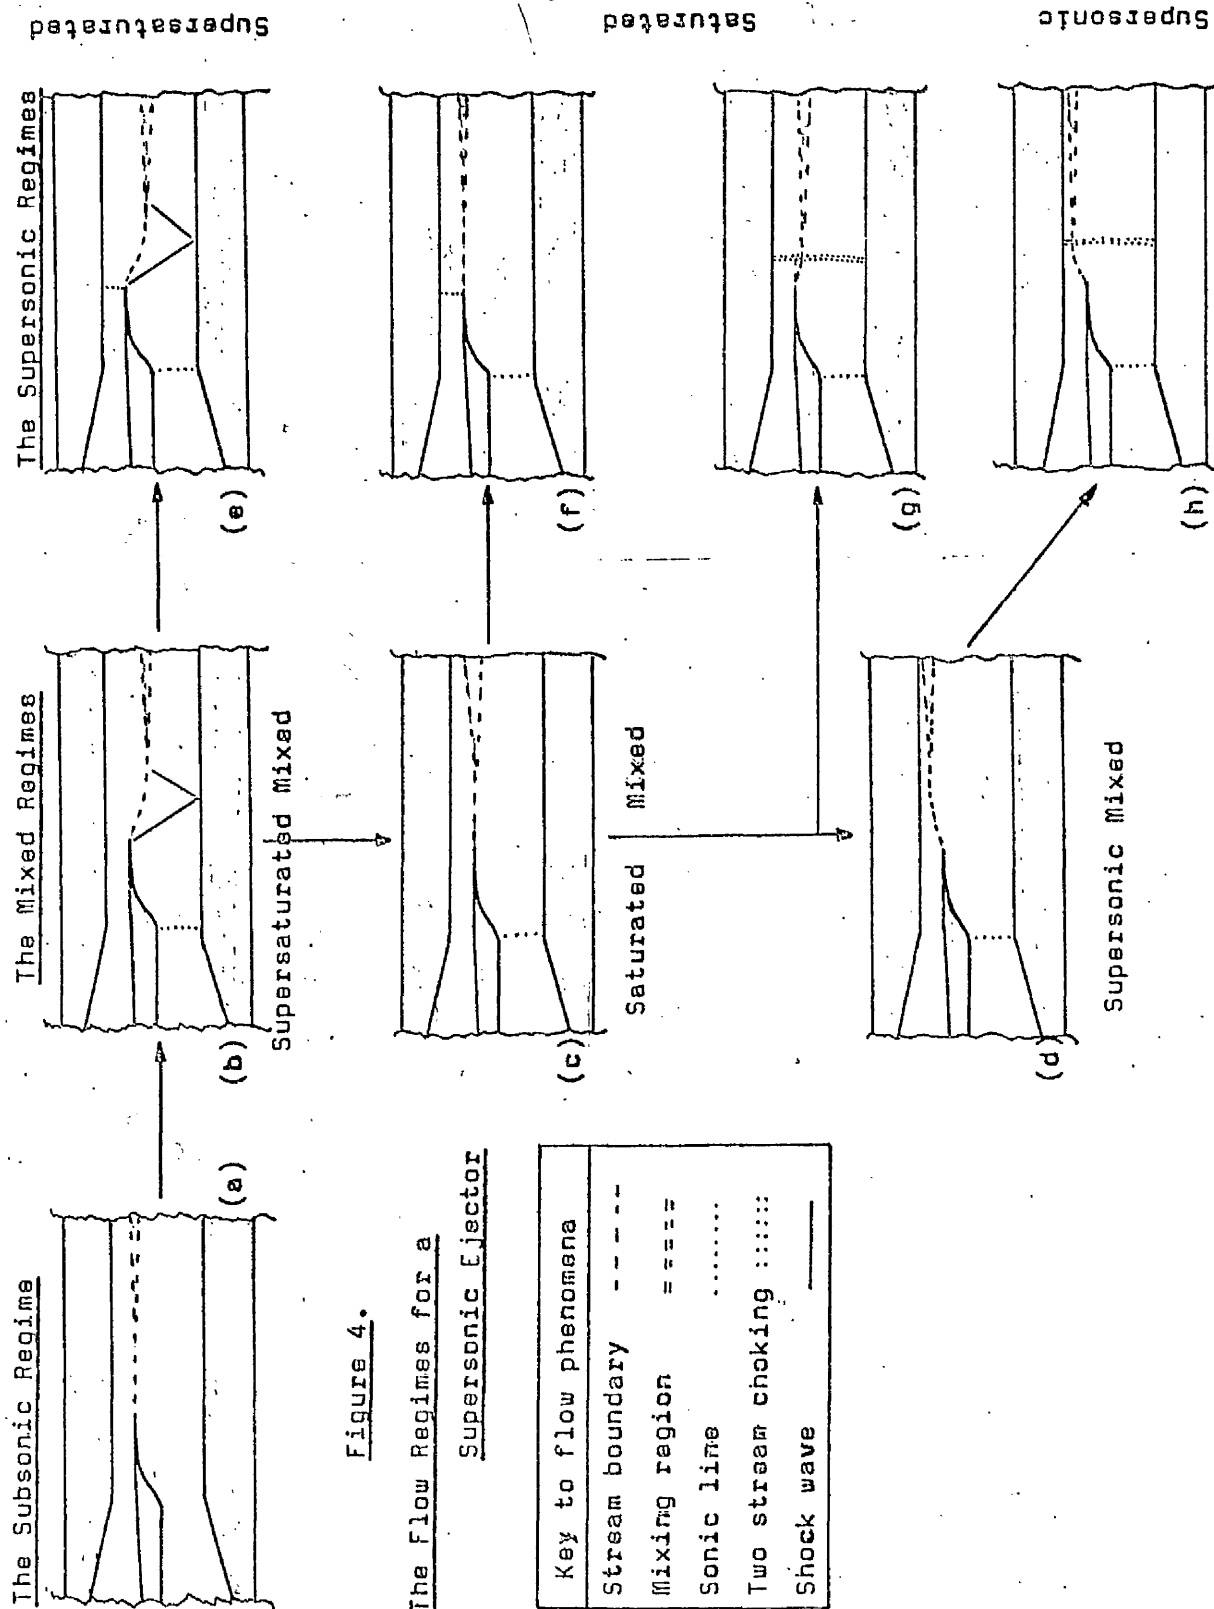 The Subsonic Regime
The Mixed Regimes
The Supersonic Regimes
(a)
(b)
Supersaturated Mixed
(e)
Supersaturated
Figure 4.
The Flow Regimes for a
Supersonic Ejector
(c)
Saturated Mixed
(f)
Saturated
(g)
Key to flow phenomena
Stream boundary
Mixing region
Sonic line
Two stream choking
Shock wave
(d)
Supersonic Mixed
(h)
Supersonic